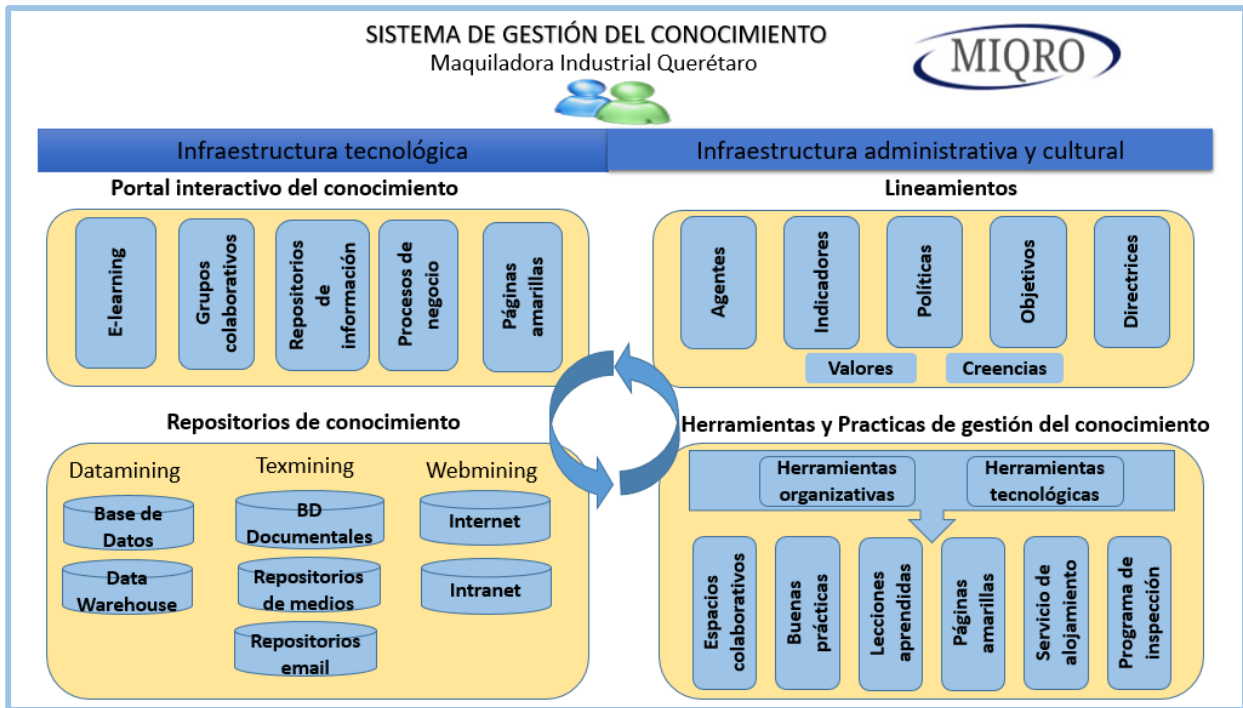 SISTEMA DE GESTIÓN DEL CONOCIMIENTO
Maquiladora Industrial Querétaro
MIQRO
Infraestructura tecnológica
Infraestructura administrativa y cultural
Portal interactivo del conocimiento
E-learning
Grupos
colaborativos
Repositorios
de
información
Procesos de
negocio
Páginas
amarillas
Lineamientos
Agentes
Indicadores
Políticas
Objetivos
Directrices
Valores
Creencias
Repositorios de conocimiento
Datamining
Base de
Datos
Data
Warehouse
Texmining
BD
Documentales
Repositorios
de medios
Repositorios
email
Webmining
Internet
Intranet
Herramientas y Practicas de gestión del conocimiento
Herramientas
organizativas
Herramientas
tecnológicas
Espacios
colaborativos
Buenas
prácticas
Lecciones
aprendidas
Páginas
amarillas
Servicio de
alojamiento
Programa de
inspección